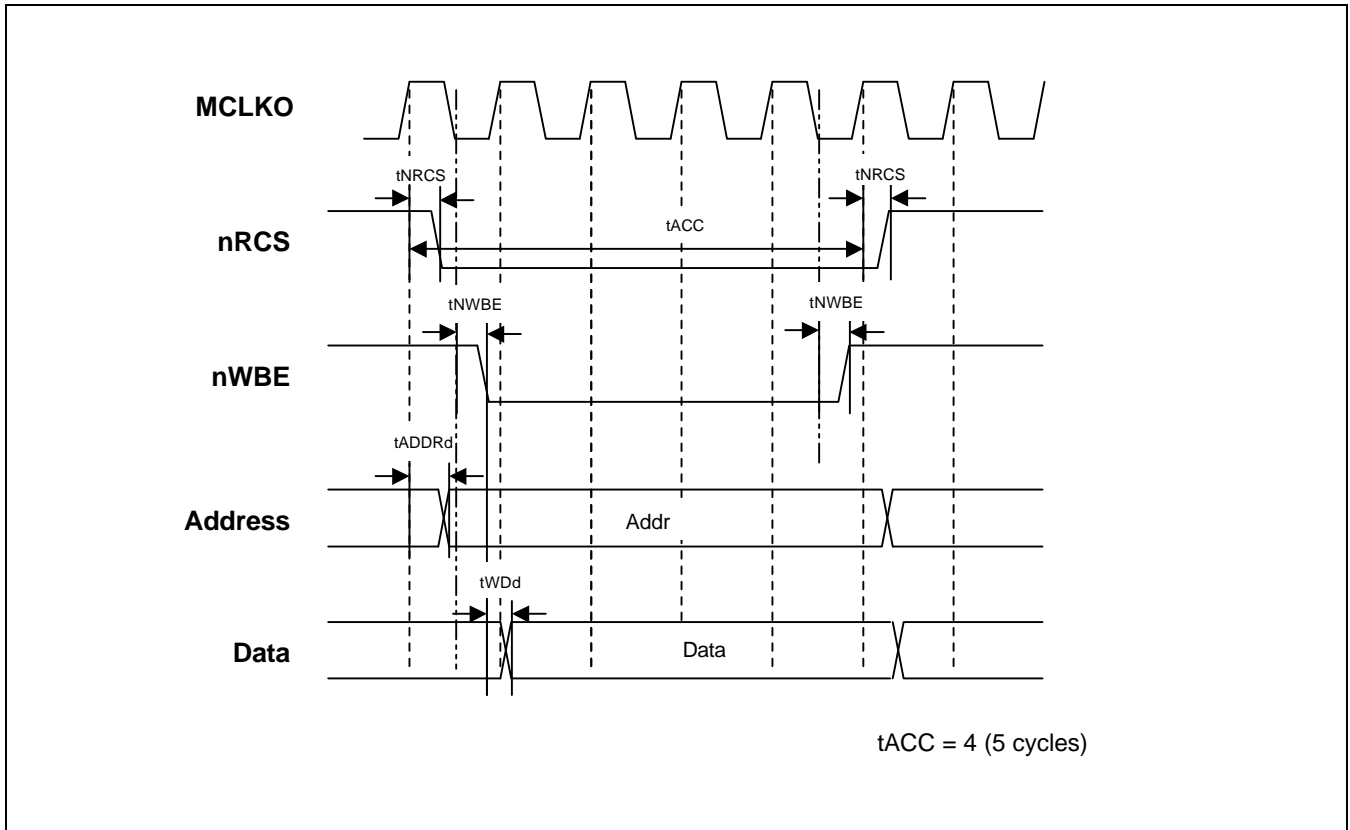 MCLKO
tNRCS
tNRCS
nRCS
tACC
tNWBE
tNWBE
nWBE
tADDRd
Address
Addr
tWDd
Data
Data
tACC = 4 (5 cycles)